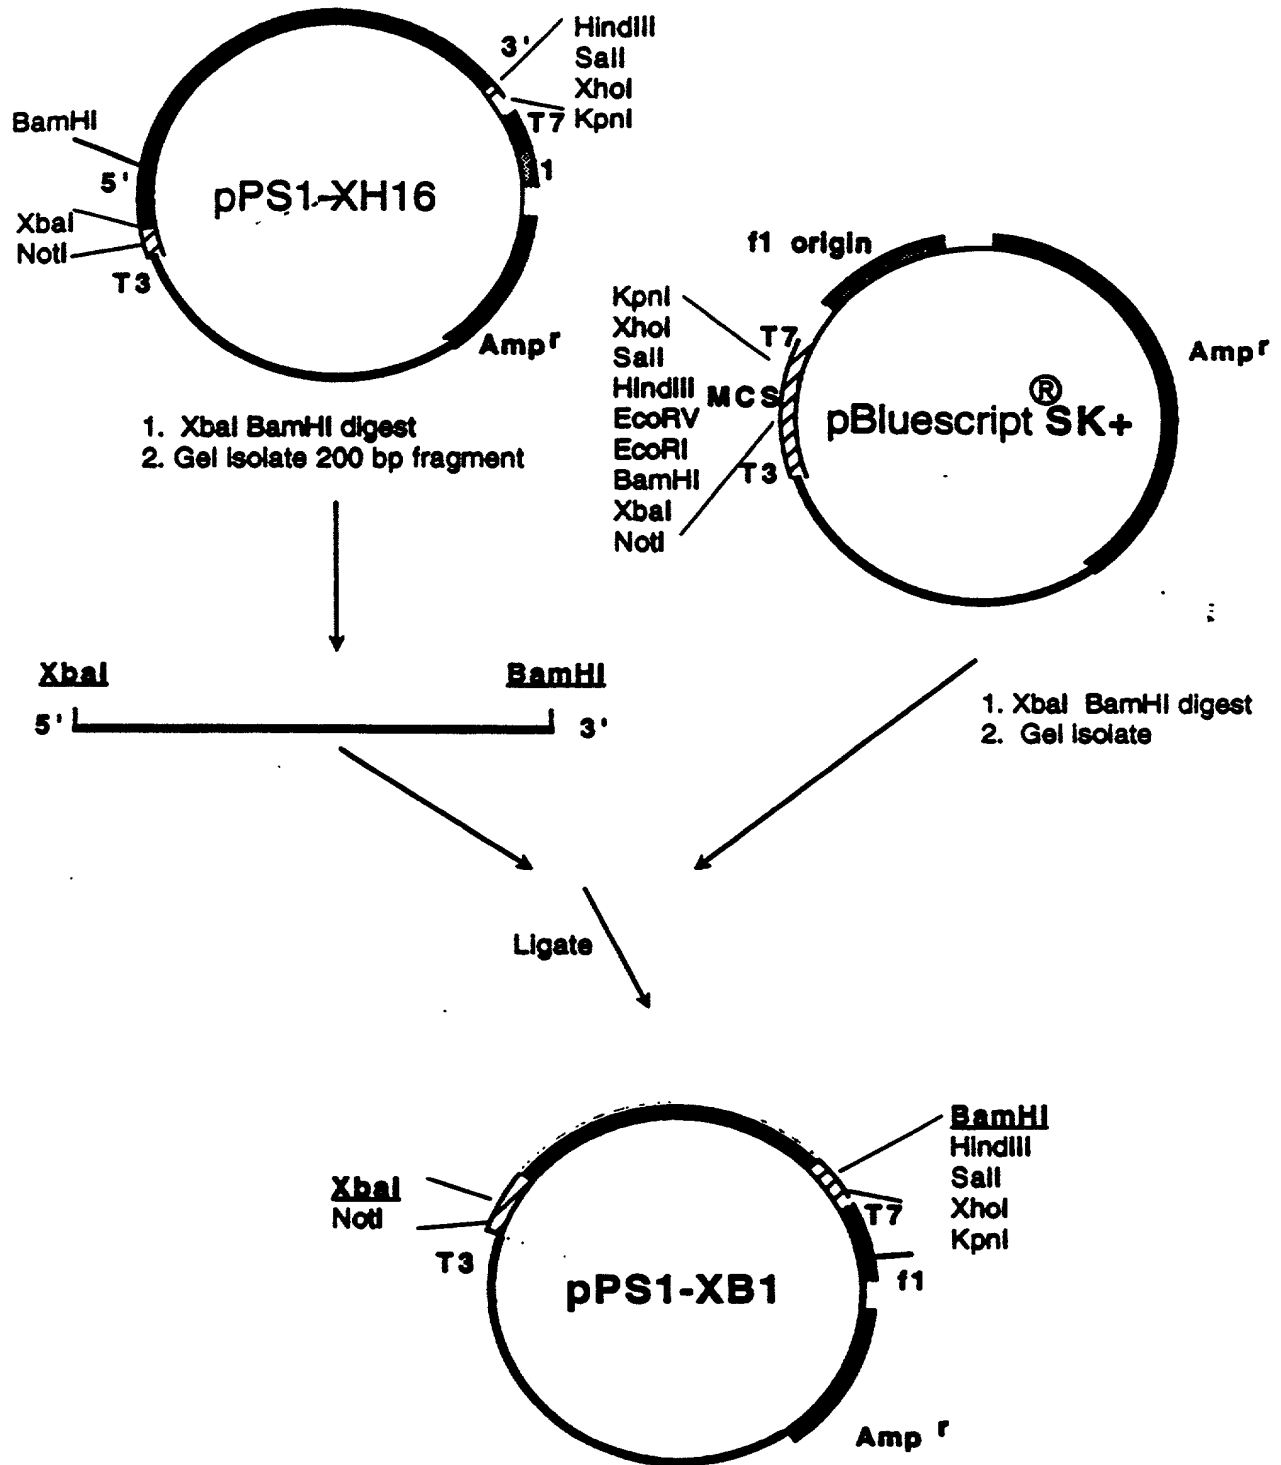 HindIII
SalI
XhoI
KpnI
3'
T7
1
BamHI
5'
XbaI
NotI
T3
pPS1-XH16
Amp r
1. XbaI BamHI digest
2. Gel isolate 200 bp fragment
f1 origin
KpnI
XhoI
SalI
HindIII
EcoRV
EcoRI
BamHI
XbaI
NotI
T7
MCS
T3
pBluescript ® SK+
Amp r
XbaI
BamHI
5'
3'
1. XbaI BamHI digest
2. Gel isolate
Ligate
BamHI
HindIII
SalI
XhoI
KpnI
XbaI
NotI
T3
T7
f1
pPS1-XB1
Amp r